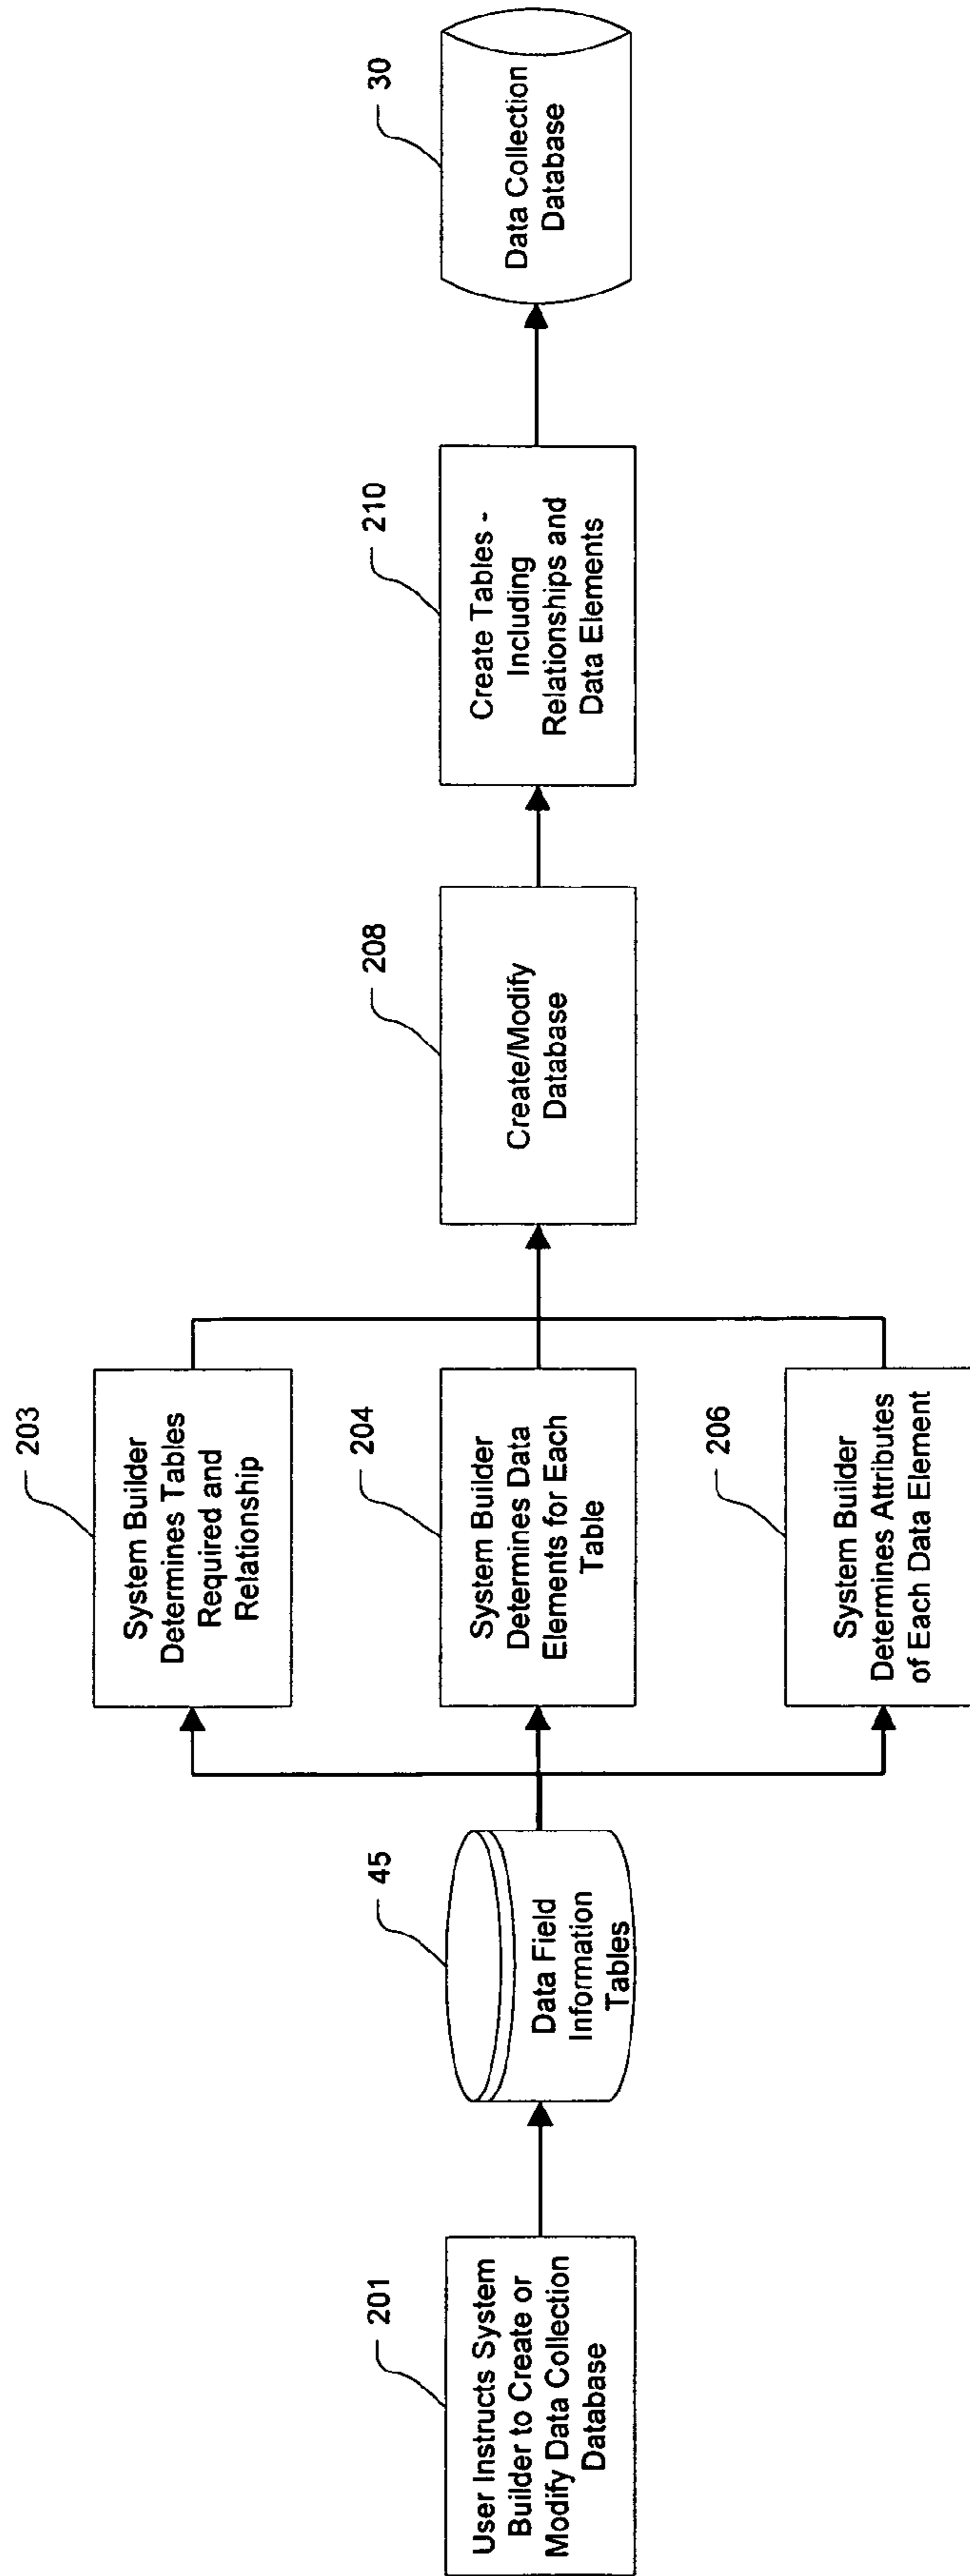 201
User Instructs System
Builder to Create or
Modify Data Collection
Database
45
Data Field
Information
Tables
203
System Builder
Determines Tables
Required and
Relationship
204
System Builder
Determines Data
Elements for Each
Table
206
System Builder
Determines Attributes
of Each Data Element
208
Create/Modify
Database
210
Create Tables -
Including
Relationships and
Data Elements
30
Data Collection
Database